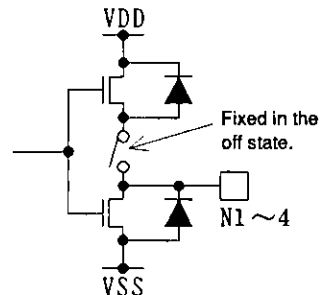 VDD
Fixed in the
off state.
N1～4
VSS